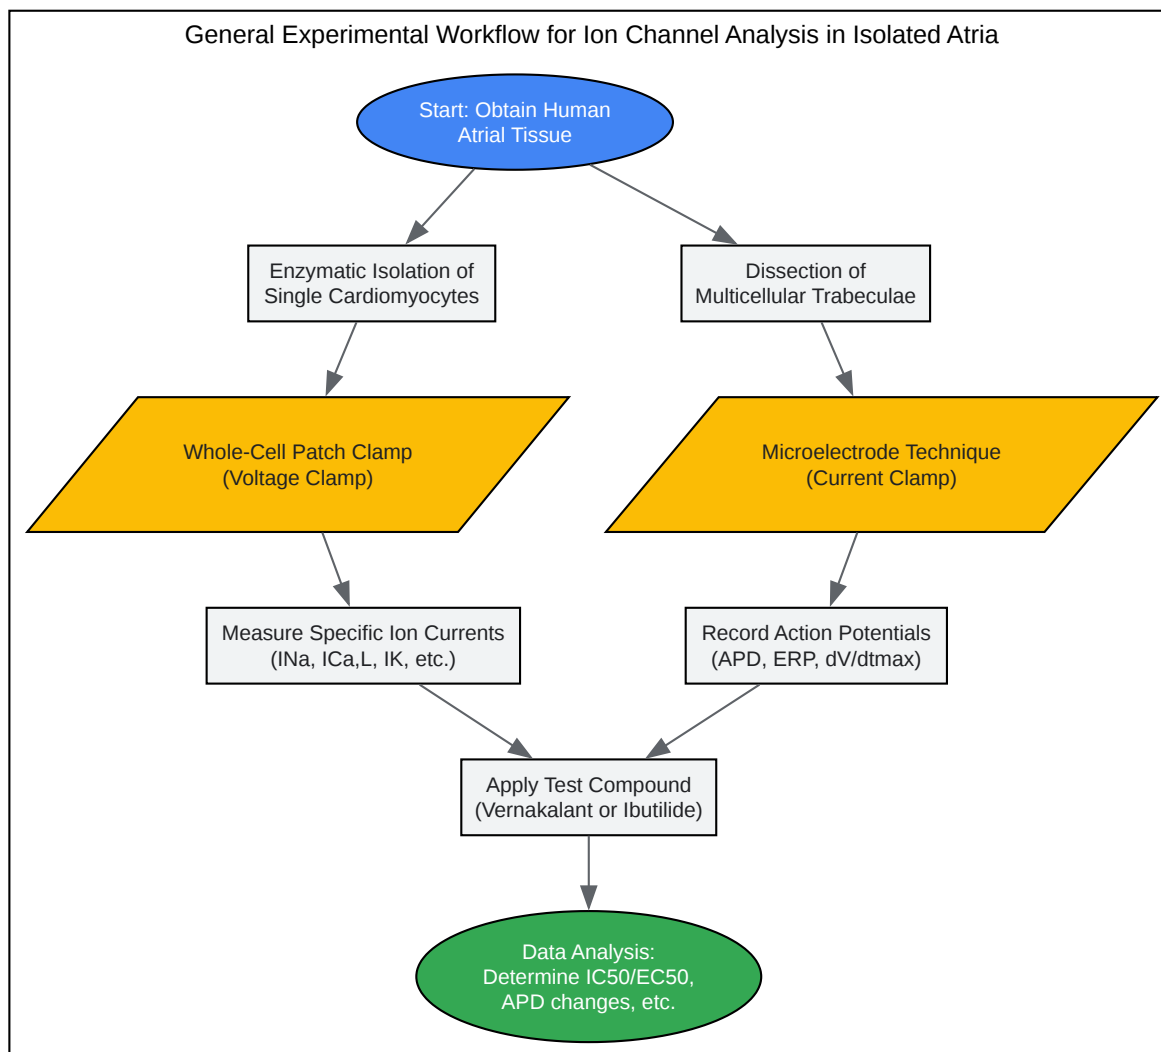 General Experimental Workflow for Ion Channel Analysis in Isolated Atria
Start: Obtain Human
Atrial Tissue
Enzymatic Isolation of
Single Cardiomyocytes
Dissection of
Multicellular Trabeculae
Whole-Cell Patch Clamp
(Voltage Clamp)
Microelectrode Technique
(Current Clamp)
Measure Specific Ion Currents
(INa, ICa,L, IK, etc.)
Record Action Potentials
(APD, ERP, dV/dtmax)
Apply Test Compound
(Vernakalant or Ibutilide)
Data Analysis:
Determine IC50/EC50,
APD changes, etc.